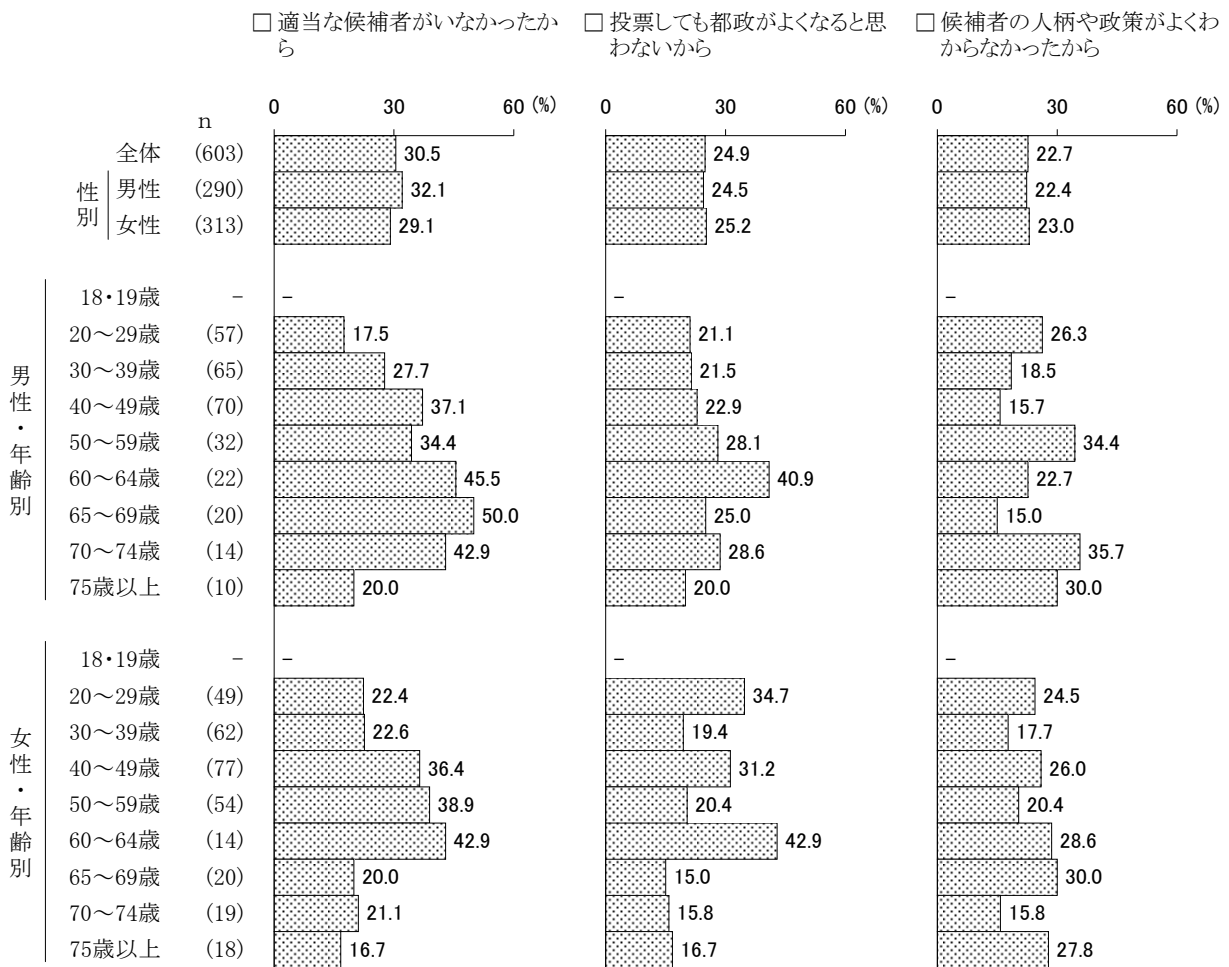 □ 適当な候補者がいなかったか
ら
□ 投票しても都政がよくなると思
わないから
□ 候補者の人柄や政策がよくわ
からなかったから
0 30 60 (%) 0 30 60 (%) 0 30 60 (%)
n
全体 (603) 30.5 24.9 22.7
性別
男性 (290) 32.1 24.5 22.4
女性 (313) 29.1 25.2 23.0
男性・年齢別
18・19歳 － － － －
20～29歳 (57) 17.5 21.1 26.3
30～39歳 (65) 27.7 21.5 18.5
40～49歳 (70) 37.1 22.9 15.7
50～59歳 (32) 34.4 28.1 34.4
60～64歳 (22) 45.5 40.9 22.7
65～69歳 (20) 50.0 25.0 15.0
70～74歳 (14) 42.9 28.6 35.7
75歳以上 (10) 20.0 20.0 30.0
女性・年齢別
18・19歳 － － － －
20～29歳 (49) 22.4 34.7 24.5
30～39歳 (62) 22.6 19.4 17.7
40～49歳 (77) 36.4 31.2 26.0
50～59歳 (54) 38.9 20.4 20.4
60～64歳 (14) 42.9 42.9 28.6
65～69歳 (20) 20.0 15.0 30.0
70～74歳 (19) 21.1 15.8 15.8
75歳以上 (18) 16.7 16.7 27.8